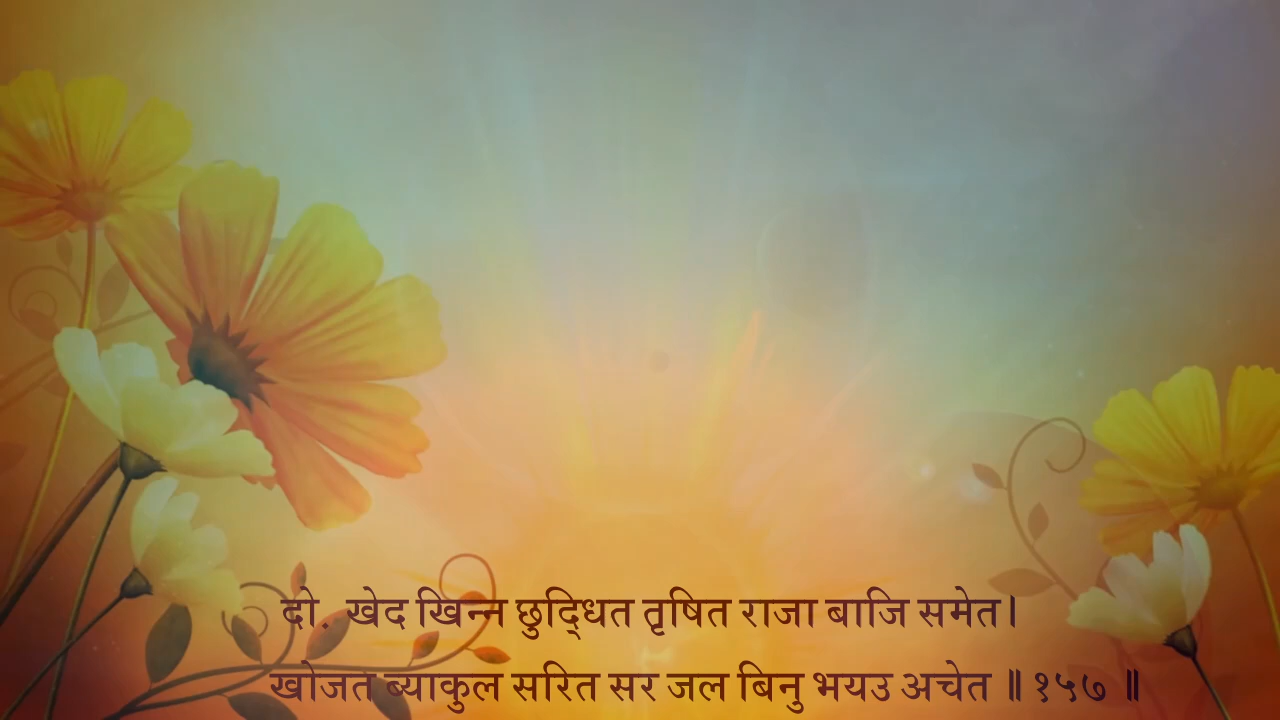 दो. खेद खिन्न छुद्धित तृषित राजा बाजि समेत।
खोजत ब्याकुल सरित सर जल बिनु भयउ अचेत ॥ १५७ ॥